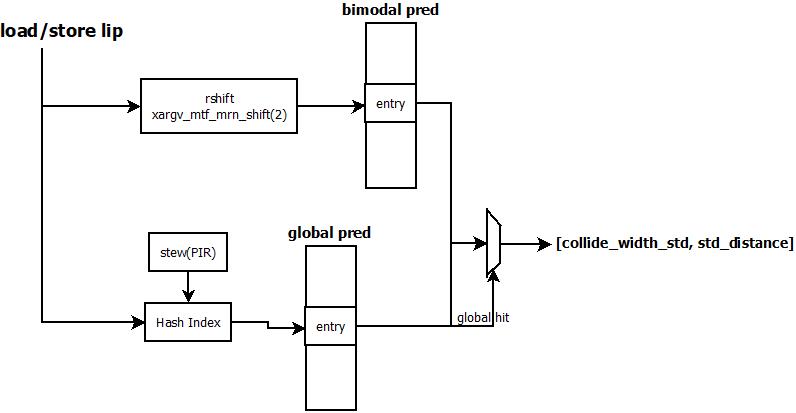 bimodal pred
load/store lip
rshift
xargv_mtf_mrn_shift(2)
entry
global pred
stew(PIR)
[collide_width_std, std_distance]
Hash Index
entry
global hit